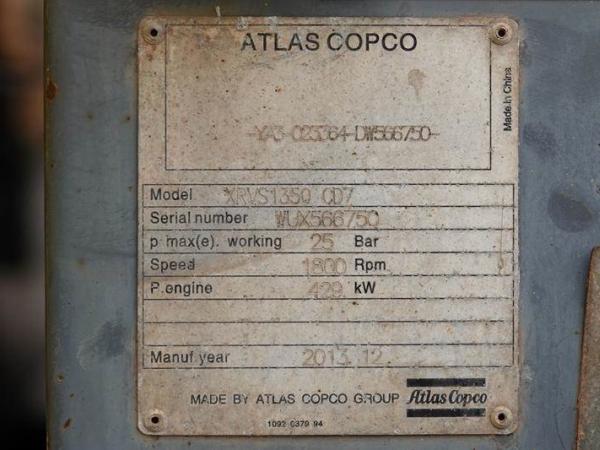 ATLAS COPCO
Made in China
YA3-023364-DW566750-
Model XRVS1350 CD7
Serial number WUX566750
p max(e). working 25 Bar
Speed 1800 Rpm
P.engine 429 kW
Manuf year 2013.12
MADE BY ATLAS COPCO GROUP Atlas Copco
1092 0379 94